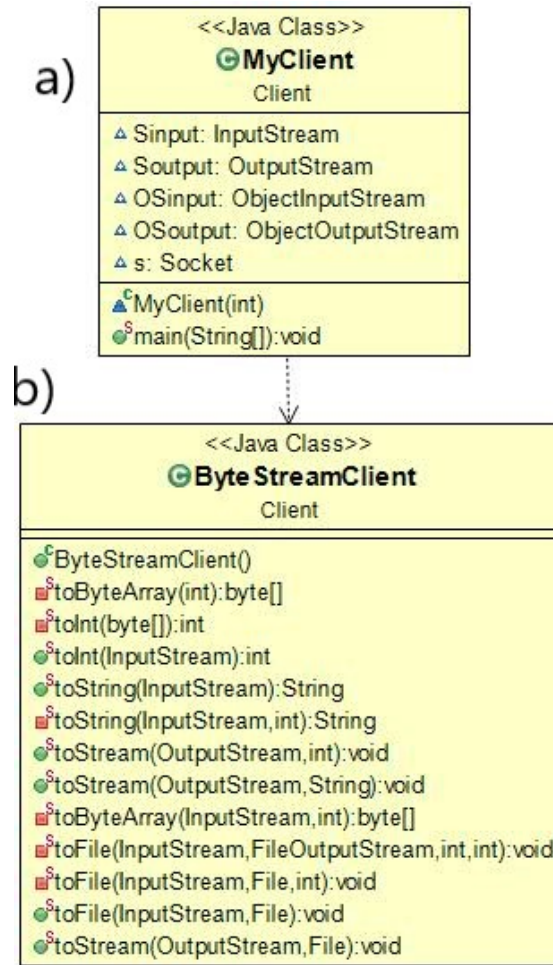 a)
<<Java Class>>
MyClient
Client
Sinput: InputStream
Soutput: OutputStream
OSinput: ObjectInputStream
OSoutput: ObjectOutputStream
s: Socket
MyClient(int)
main(String[]):void
b)
<<Java Class>>
ByteStreamClient
Client
ByteStreamClient()
toByteArray(int):byte[]
toInt(byte[]):int
toInt(InputStream):int
toString(InputStream):String
toString(InputStream,int):String
toStream(OutputStream,int):void
toStream(OutputStream,String):void
toByteArray(InputStream,int):byte[]
toFile(InputStream,FileOutputStream,int,int):void
toFile(InputStream,File,int):void
toFile(InputStream,File):void
toStream(OutputStream,File):void